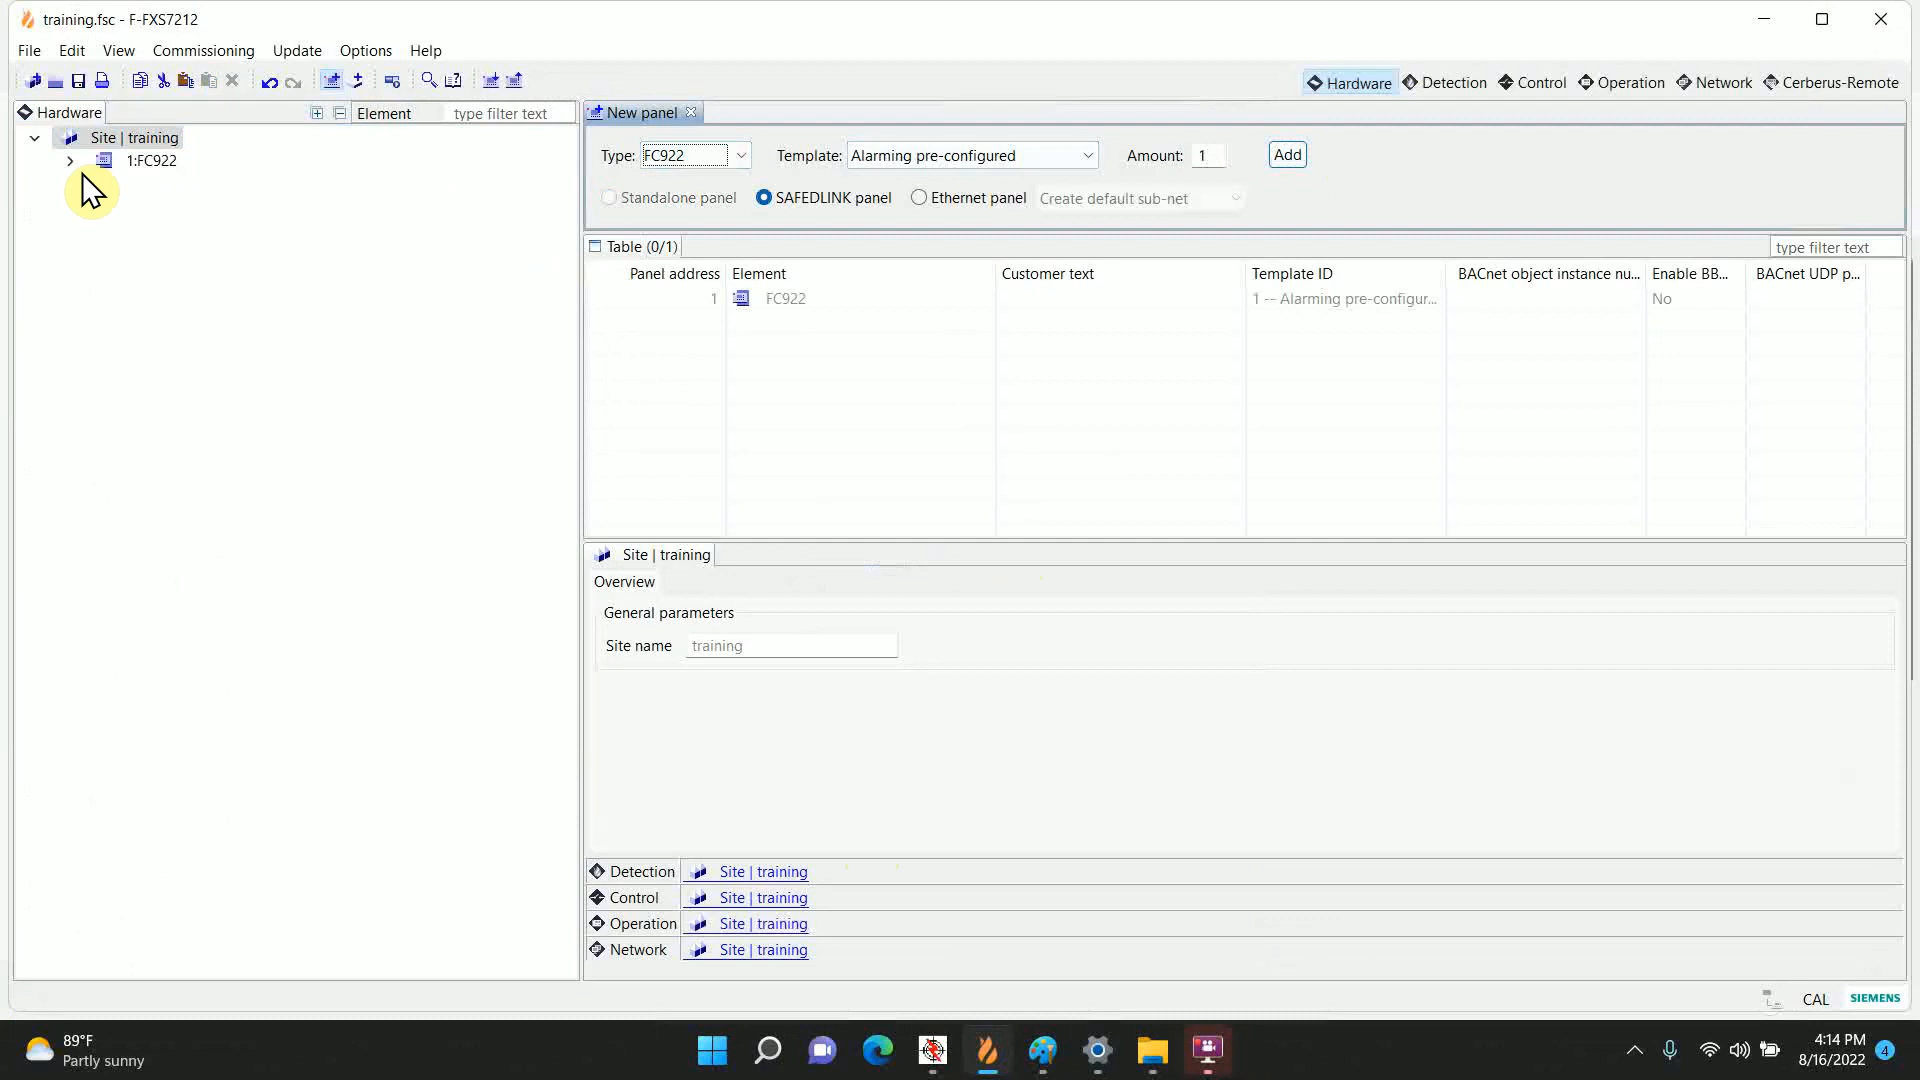 training.fsc - F-FXS7212
File Edit View Commissioning Update Options Help
Hardware Detection Control Operation Network Cerberus-Remote
Hardware Element type filter text
Site | training
1:FC922
New panel
Type: FC922 Template: Alarming pre-configured Amount: 1 Add
Standalone panel SAFEDLINK panel Ethernet panel Create default sub-net
Table (0/1) type filter text
Panel address Element Customer text Template ID BACnet object instance nu... Enable BB... BACnet UDP p...
1 FC922 1 -- Alarming pre-configur... No
Site | training
Overview
General parameters
Site name training
Detection Site | training
Control Site | training
Operation Site | training
Network Site | training
CAL SIEMENS
89°F
Partly sunny
4:14 PM
8/16/2022
4